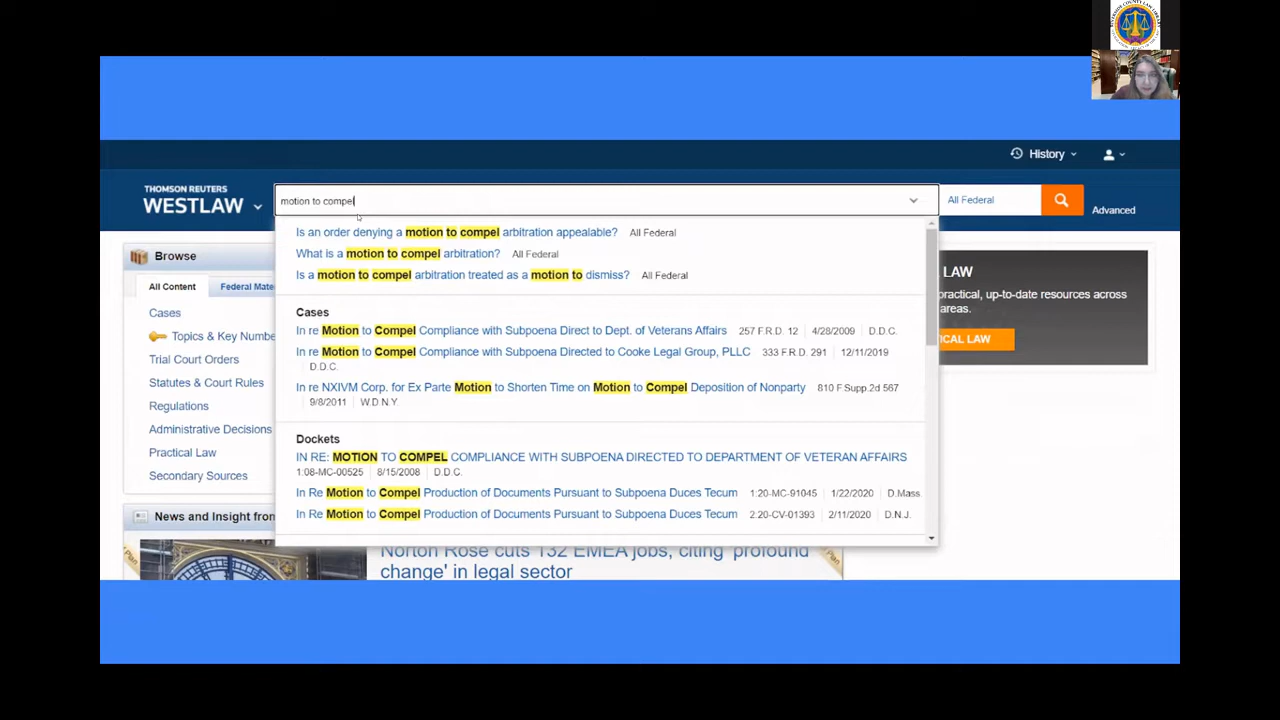 History
THOMSON REUTERS
WESTLAW
motion to compel
All Federal
Advanced
Is an order denying a motion to compel arbitration appealable? All Federal
What is a motion to compel arbitration? All Federal
Is a motion to compel arbitration treated as a motion to dismiss? All Federal
Cases
In re Motion to Compel Compliance with Subpoena Direct to Dept. of Veterans Affairs 257 F.R.D. 12 4/28/2009 D.D.C.
In re Motion to Compel Compliance with Subpoena Directed to Cooke Legal Group, PLLC 333 F.R.D. 291 12/11/2019
D.D.C.
In re NXIVM Corp. for Ex Parte Motion to Shorten Time on Motion to Compel Deposition of Nonparty 810 F.Supp.2d 567
9/8/2011 W.D.N.Y.
Dockets
IN RE: MOTION TO COMPEL COMPLIANCE WITH SUBPOENA DIRECTED TO DEPARTMENT OF VETERAN AFFAIRS
1:08-MC-00525 8/15/2008 D.D.C.
In Re Motion to Compel Production of Documents Pursuant to Subpoena Duces Tecum 1:20-MC-91045 1/22/2020 D.Mass.
In Re Motion to Compel Production of Documents Pursuant to Subpoena Duces Tecum 2:20-CV-01393 2/11/2020 D.N.J.
Browse
All Content Federal Mate
Cases
Topics & Key Numbe
Trial Court Orders
Statutes & Court Rules
Regulations
Administrative Decisions
Practical Law
Secondary Sources
LAW
practical, up-to-date resources across
areas.
ICAL LAW
News and Insight from
Norton Rose cuts 132 EMEA jobs, citing 'profound
change' in legal sector